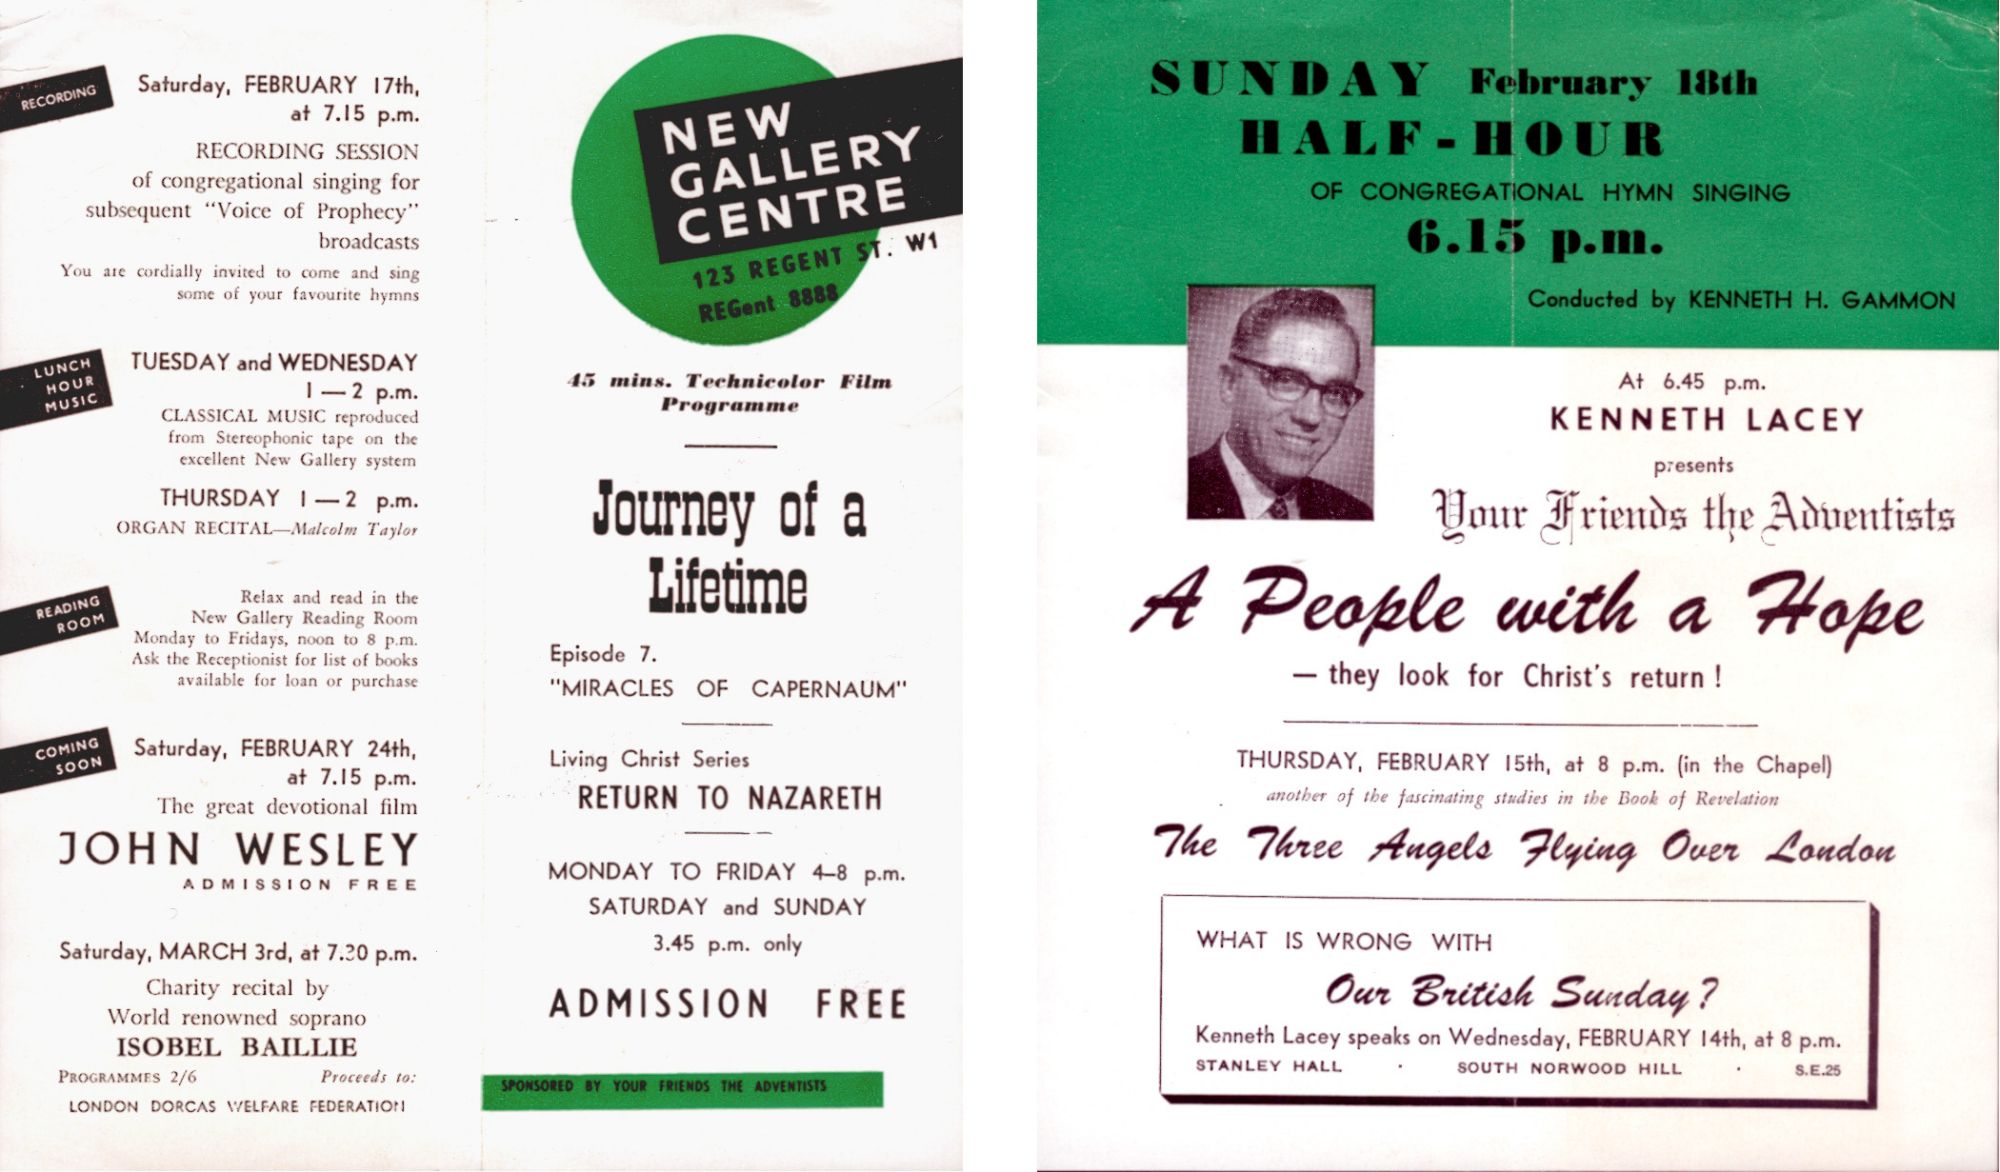 RECORDING
Saturday, FEBRUARY 17th,
at 7.15 p.m.
RECORDING SESSION
of congregational singing for
subsequent "Voice of Prophecy"
broadcasts
You are cordially invited to come and sing
some of your favourite hymns
LUNCH
HOUR
MUSIC
TUESDAY and WEDNESDAY
1 — 2 p.m.
CLASSICAL MUSIC reproduced
from Stereophonic tape on the
excellent New Gallery system
THURSDAY 1 — 2 p.m.
ORGAN RECITAL—Malcolm Taylor
READING
ROOM
Relax and read in the
New Gallery Reading Room
Monday to Fridays, noon to 8 p.m.
Ask the Receptionist for list of books
available for loan or purchase
COMING
SOON
Saturday, FEBRUARY 24th,
at 7.15 p.m.
The great devotional film
JOHN WESLEY
ADMISSION FREE
Saturday, MARCH 3rd, at 7.30 p.m.
Charity recital by
World renowned soprano
ISOBEL BAILLIE
PROGRAMMES 2/6 Proceeds to:
LONDON DORCAS WELFARE FEDERATION
NEW
GALLERY
CENTRE
123 REGENT ST. W1
REGent 8888
45 mins. Technicolor Film
Programme
Journey of a
Lifetime
Episode 7.
"MIRACLES OF CAPERNAUM"
Living Christ Series
RETURN TO NAZARETH
MONDAY TO FRIDAY 4–8 p.m.
SATURDAY and SUNDAY
3.45 p.m. only
ADMISSION FREE
SPONSORED BY YOUR FRIENDS THE ADVENTISTS
SUNDAY February 18th
HALF-HOUR
OF CONGREGATIONAL HYMN SINGING
6.15 p.m.
Conducted by KENNETH H. GAMMON
At 6.45 p.m.
KENNETH LACEY
presents
Your Friends the Adventists
A People with a Hope
— they look for Christ's return !
THURSDAY, FEBRUARY 15th, at 8 p.m. (in the Chapel)
another of the fascinating studies in the Book of Revelation
The Three Angels Flying Over London
WHAT IS WRONG WITH
Our British Sunday?
Kenneth Lacey speaks on Wednesday, FEBRUARY 14th, at 8 p.m.
STANLEY HALL · SOUTH NORWOOD HILL · S.E.25